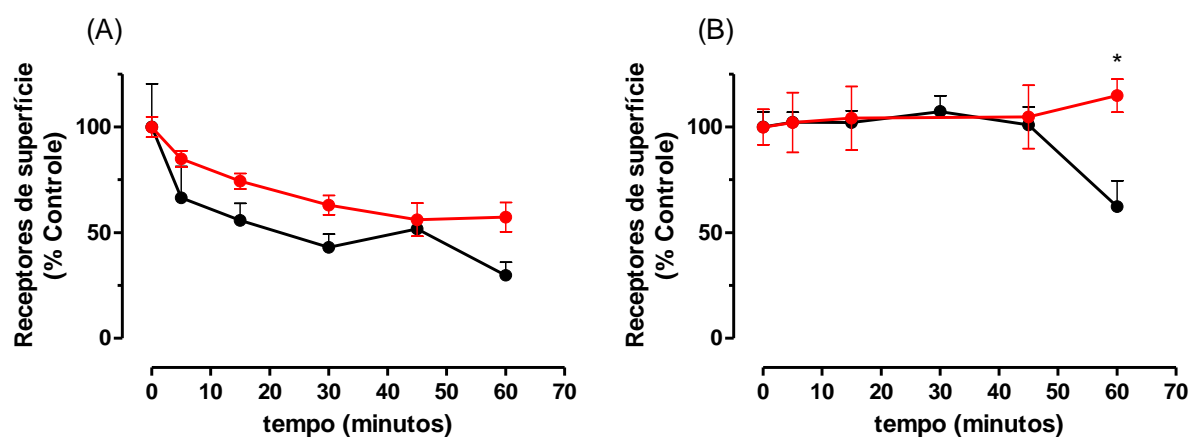 (A)
Receptores de superfície
(% Controle)
100
50
0
0 10 20 30 40 50 60 70
tempo (minutos)
(B)
*
Receptores de superfície
(% Controle)
100
50
0
0 10 20 30 40 50 60 70
tempo (minutos)